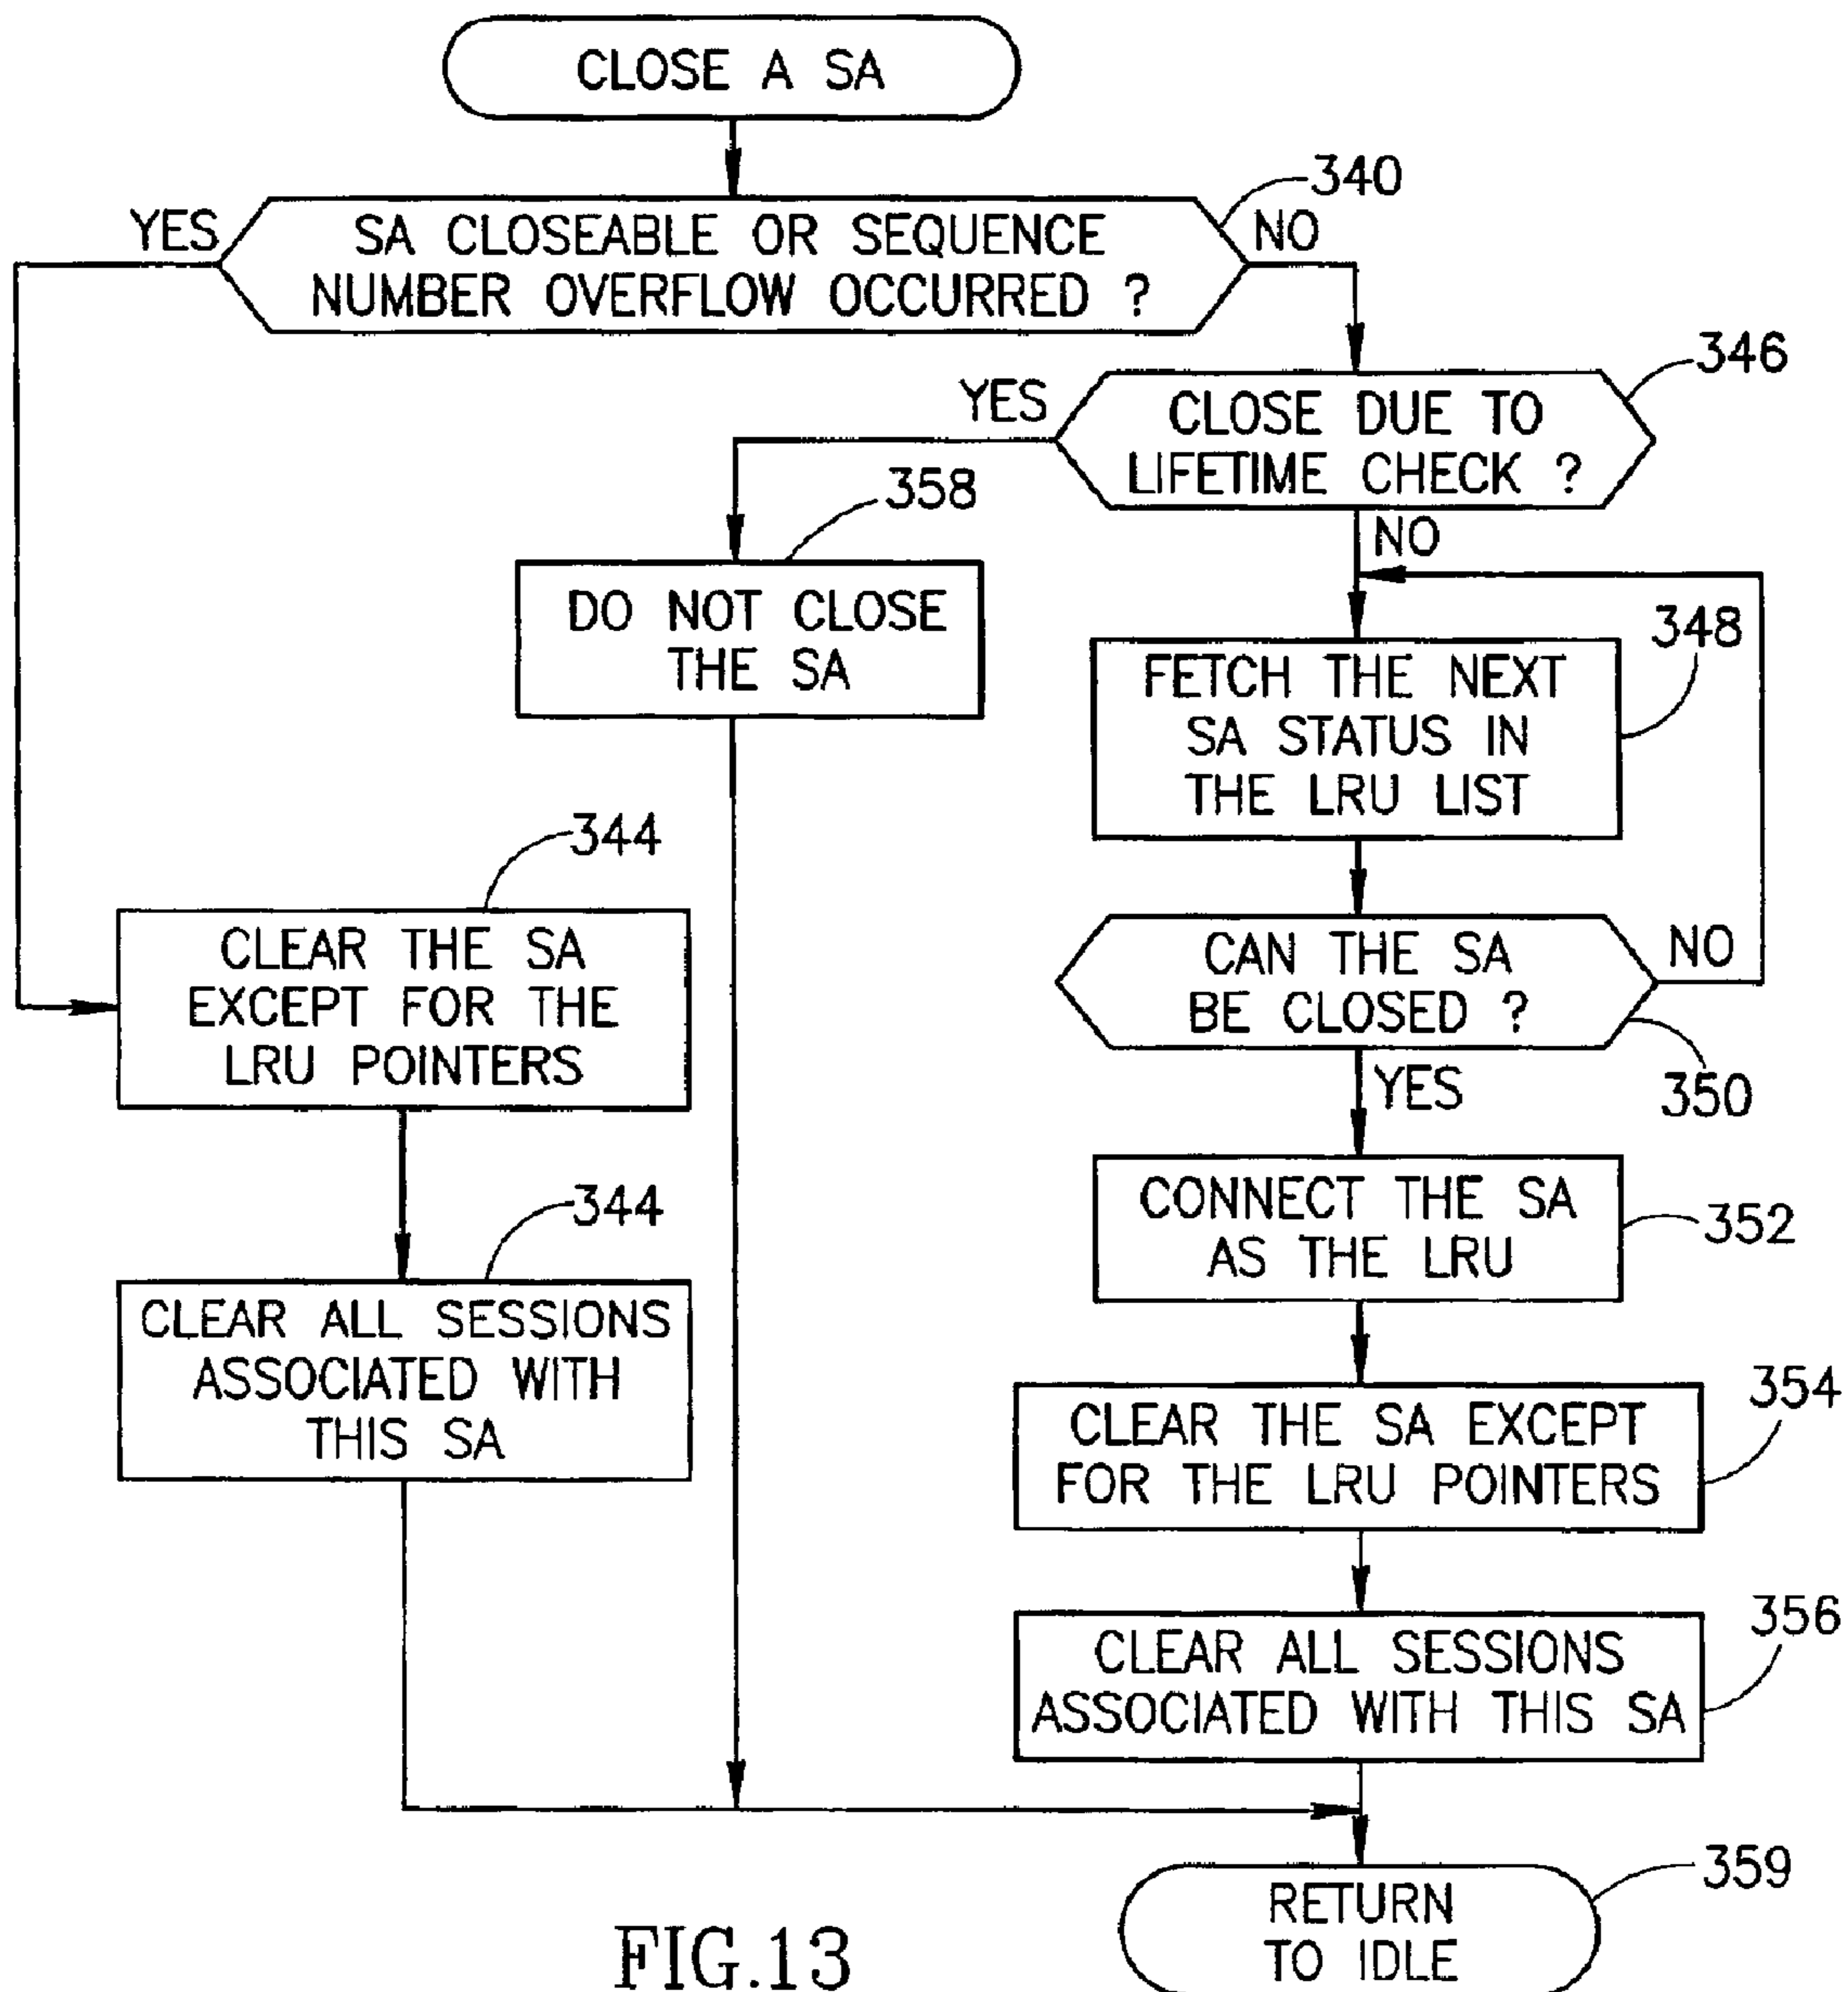 CLOSE A SA
340
YES
SA CLOSEABLE OR SEQUENCE
NUMBER OVERFLOW OCCURRED ?
NO
346
YES
CLOSE DUE TO
LIFETIME CHECK ?
NO
358
DO NOT CLOSE
THE SA
348
FETCH THE NEXT
SA STATUS IN
THE LRU LIST
344
CLEAR THE SA
EXCEPT FOR THE
LRU POINTERS
CAN THE SA
BE CLOSED ?
NO
350
YES
344
CLEAR ALL SESSIONS
ASSOCIATED WITH
THIS SA
CONNECT THE SA
AS THE LRU
352
354
CLEAR THE SA EXCEPT
FOR THE LRU POINTERS
356
CLEAR ALL SESSIONS
ASSOCIATED WITH THIS SA
359
RETURN
TO IDLE
FIG.13